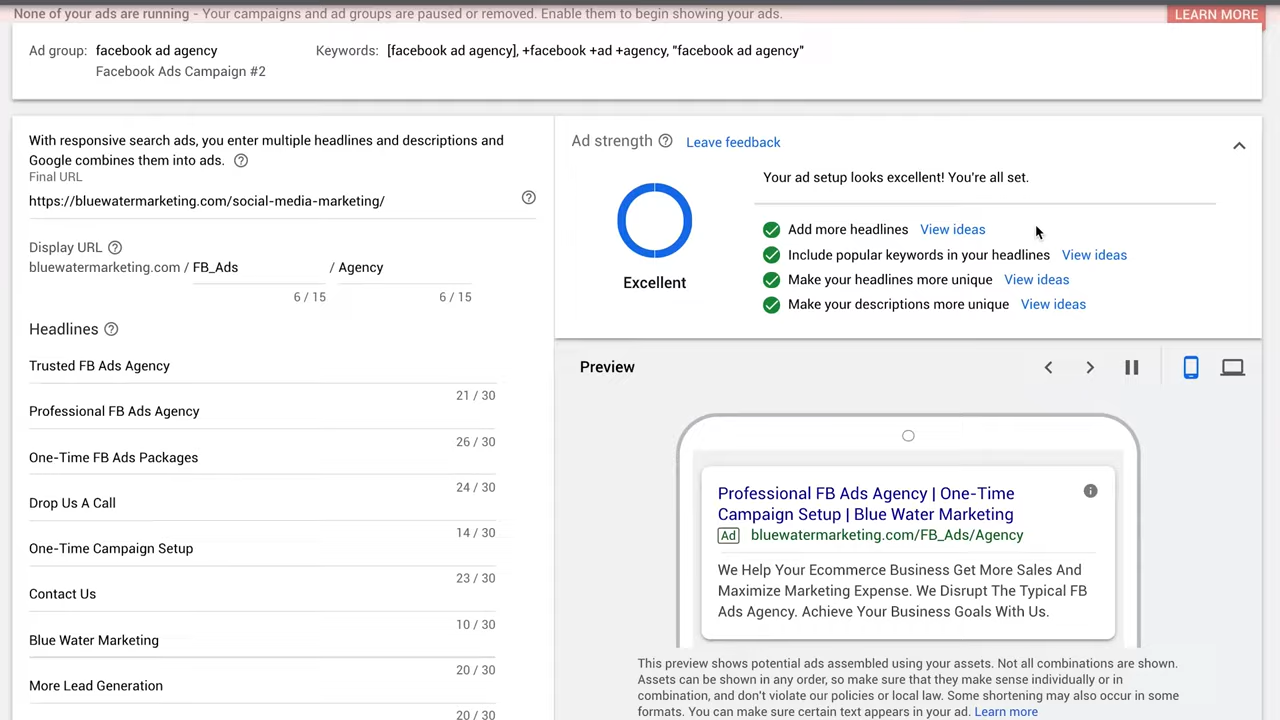 None of your ads are running - Your campaigns and ad groups are paused or removed. Enable them to begin showing your ads.
LEARN MORE
Ad group: facebook ad agency
Facebook Ads Campaign #2
Keywords: [facebook ad agency], +facebook +ad +agency, "facebook ad agency"
With responsive search ads, you enter multiple headlines and descriptions and
Google combines them into ads.
Final URL
https://bluewatermarketing.com/social-media-marketing/
Display URL
bluewatermarketing.com / FB_Ads / Agency
6 / 15
6 / 15
Headlines
Trusted FB Ads Agency
21 / 30
Professional FB Ads Agency
26 / 30
One-Time FB Ads Packages
24 / 30
Drop Us A Call
14 / 30
One-Time Campaign Setup
23 / 30
Contact Us
10 / 30
Blue Water Marketing
20 / 30
More Lead Generation
20 / 30
Ad strength
Leave feedback
Excellent
Your ad setup looks excellent! You're all set.
Add more headlines View ideas
Include popular keywords in your headlines View ideas
Make your headlines more unique View ideas
Make your descriptions more unique View ideas
Preview
Professional FB Ads Agency | One-Time
Campaign Setup | Blue Water Marketing
Ad bluewatermarketing.com/FB_Ads/Agency
We Help Your Ecommerce Business Get More Sales And
Maximize Marketing Expense. We Disrupt The Typical FB
Ads Agency. Achieve Your Business Goals With Us.
This preview shows potential ads assembled using your assets. Not all combinations are shown.
Assets can be shown in any order, so make sure that they make sense individually or in
combination, and don't violate our policies or local law. Some shortening may also occur in some
formats. You can make sure certain text appears in your ad. Learn more